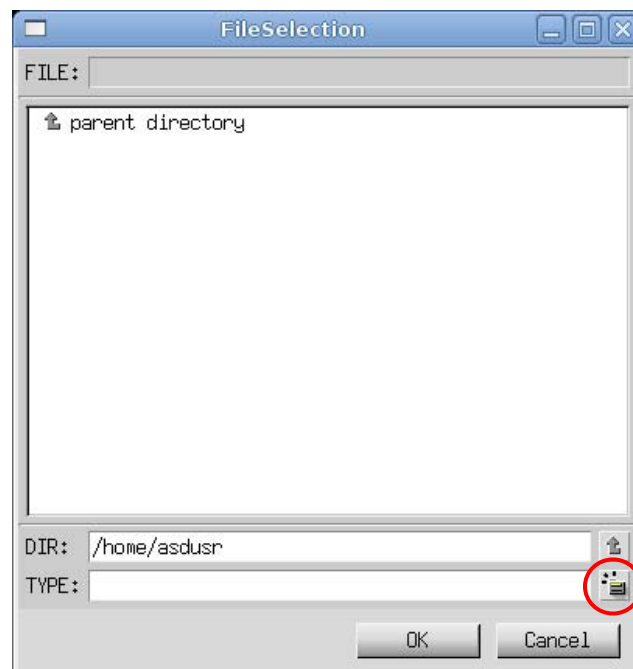 FileSelection
FILE:
parent directory
DIR: /home/asdusr
TYPE:
OK Cancel